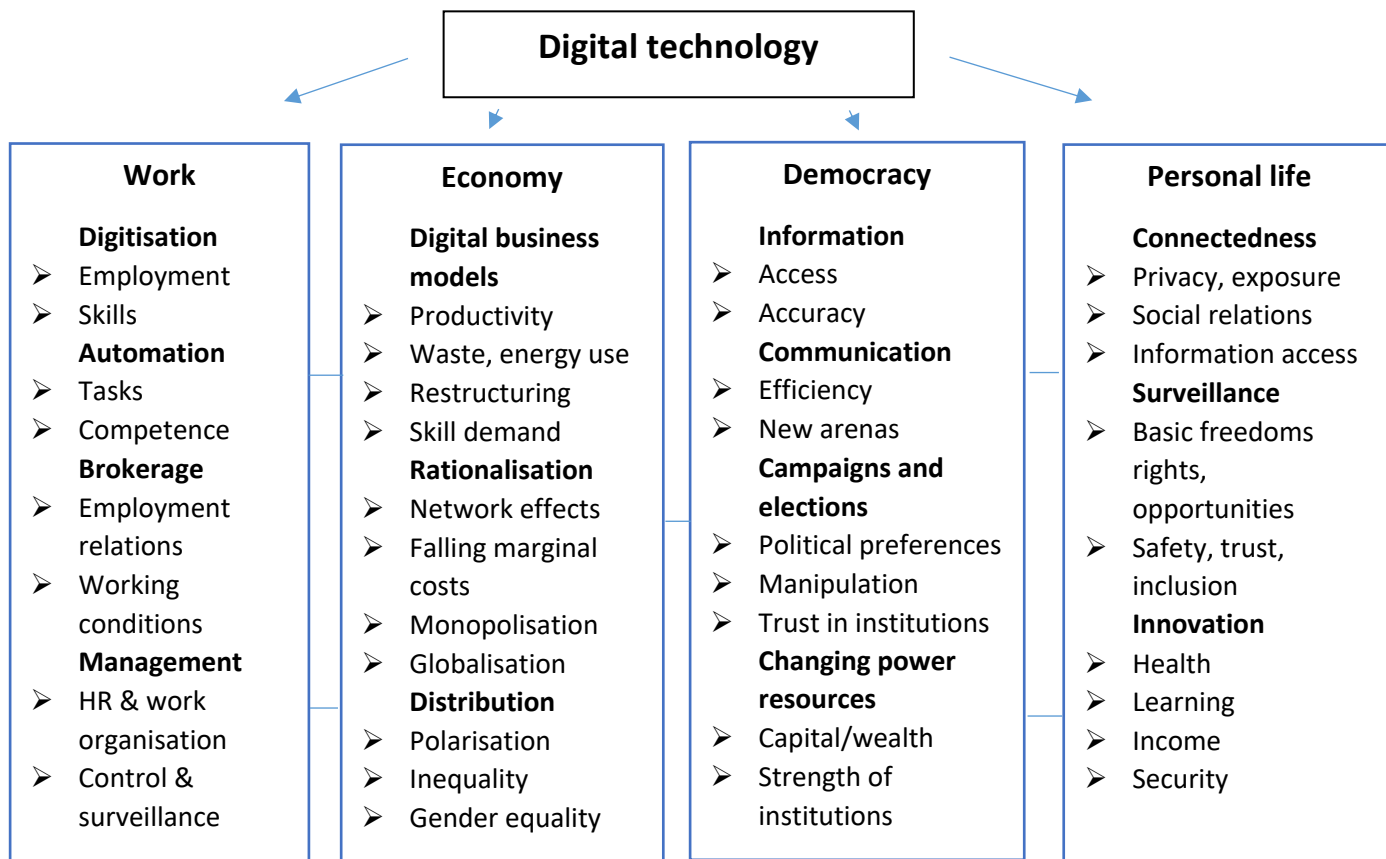 Digital technology
Work
Digitisation
➢ Employment
➢ Skills
Automation
➢ Tasks
➢ Competence
Brokerage
➢ Employment
relations
➢ Working
conditions
Management
➢ HR & work
organisation
➢ Control &
surveillance
Economy
Digital business
models
➢ Productivity
➢ Waste, energy use
➢ Restructuring
➢ Skill demand
Rationalisation
➢ Network effects
➢ Falling marginal
costs
➢ Monopolisation
➢ Globalisation
Distribution
➢ Polarisation
➢ Inequality
➢ Gender equality
Democracy
Information
➢ Access
➢ Accuracy
Communication
➢ Efficiency
➢ New arenas
Campaigns and
elections
➢ Political preferences
➢ Manipulation
➢ Trust in institutions
Changing power
resources
➢ Capital/wealth
➢ Strength of
institutions
Personal life
Connectedness
➢ Privacy, exposure
➢ Social relations
➢ Information access
Surveillance
➢ Basic freedoms
rights,
opportunities
➢ Safety, trust,
inclusion
Innovation
➢ Health
➢ Learning
➢ Income
➢ Security